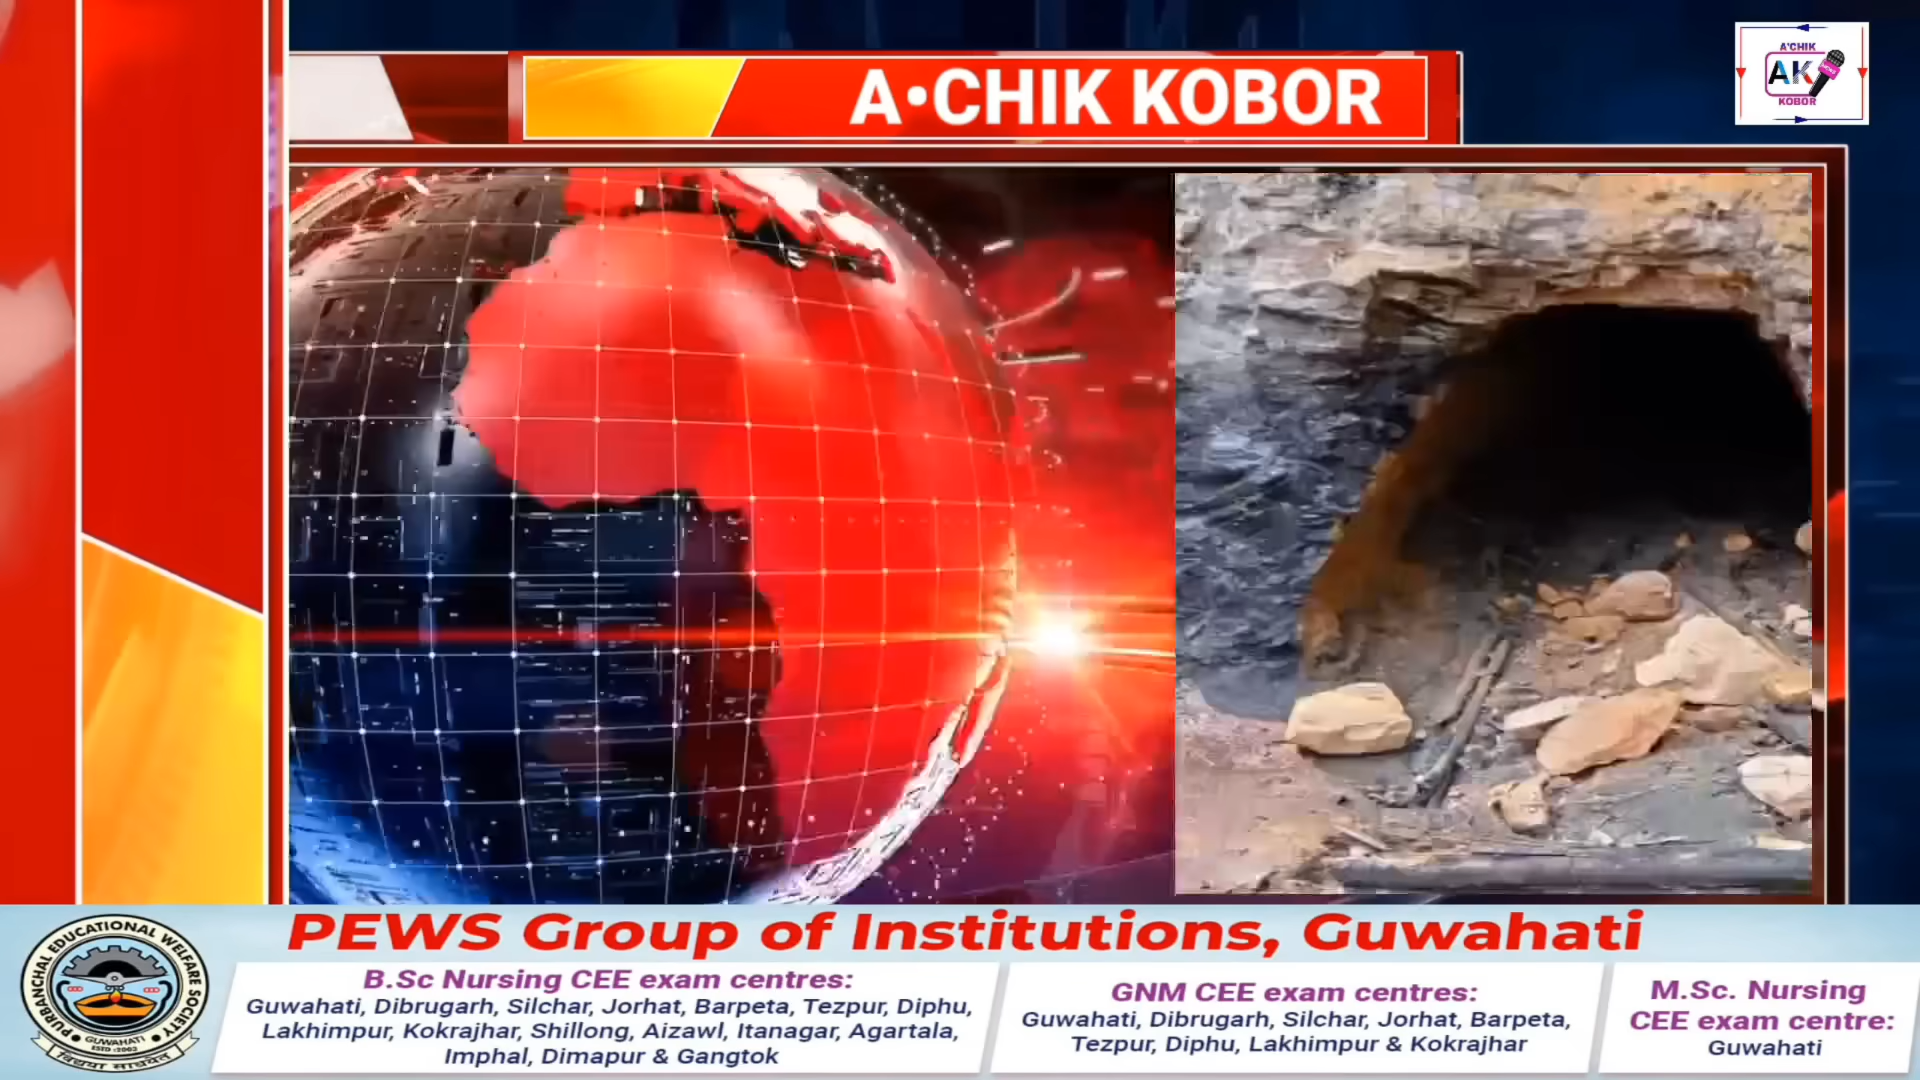 A•CHIK KOBOR
A'CHIK
AK
KOBOR
PEWS Group of Institutions, Guwahati
PURBANCHAL EDUCATIONAL WELFARE SOCIETY
GUWAHATI
ESTD : 2003
B.Sc Nursing CEE exam centres:
Guwahati, Dibrugarh, Silchar, Jorhat, Barpeta, Tezpur, Diphu,
Lakhimpur, Kokrajhar, Shillong, Aizawl, Itanagar, Agartala,
Imphal, Dimapur & Gangtok
GNM CEE exam centres:
Guwahati, Dibrugarh, Silchar, Jorhat, Barpeta,
Tezpur, Diphu, Lakhimpur & Kokrajhar
M.Sc. Nursing
CEE exam centre:
Guwahati